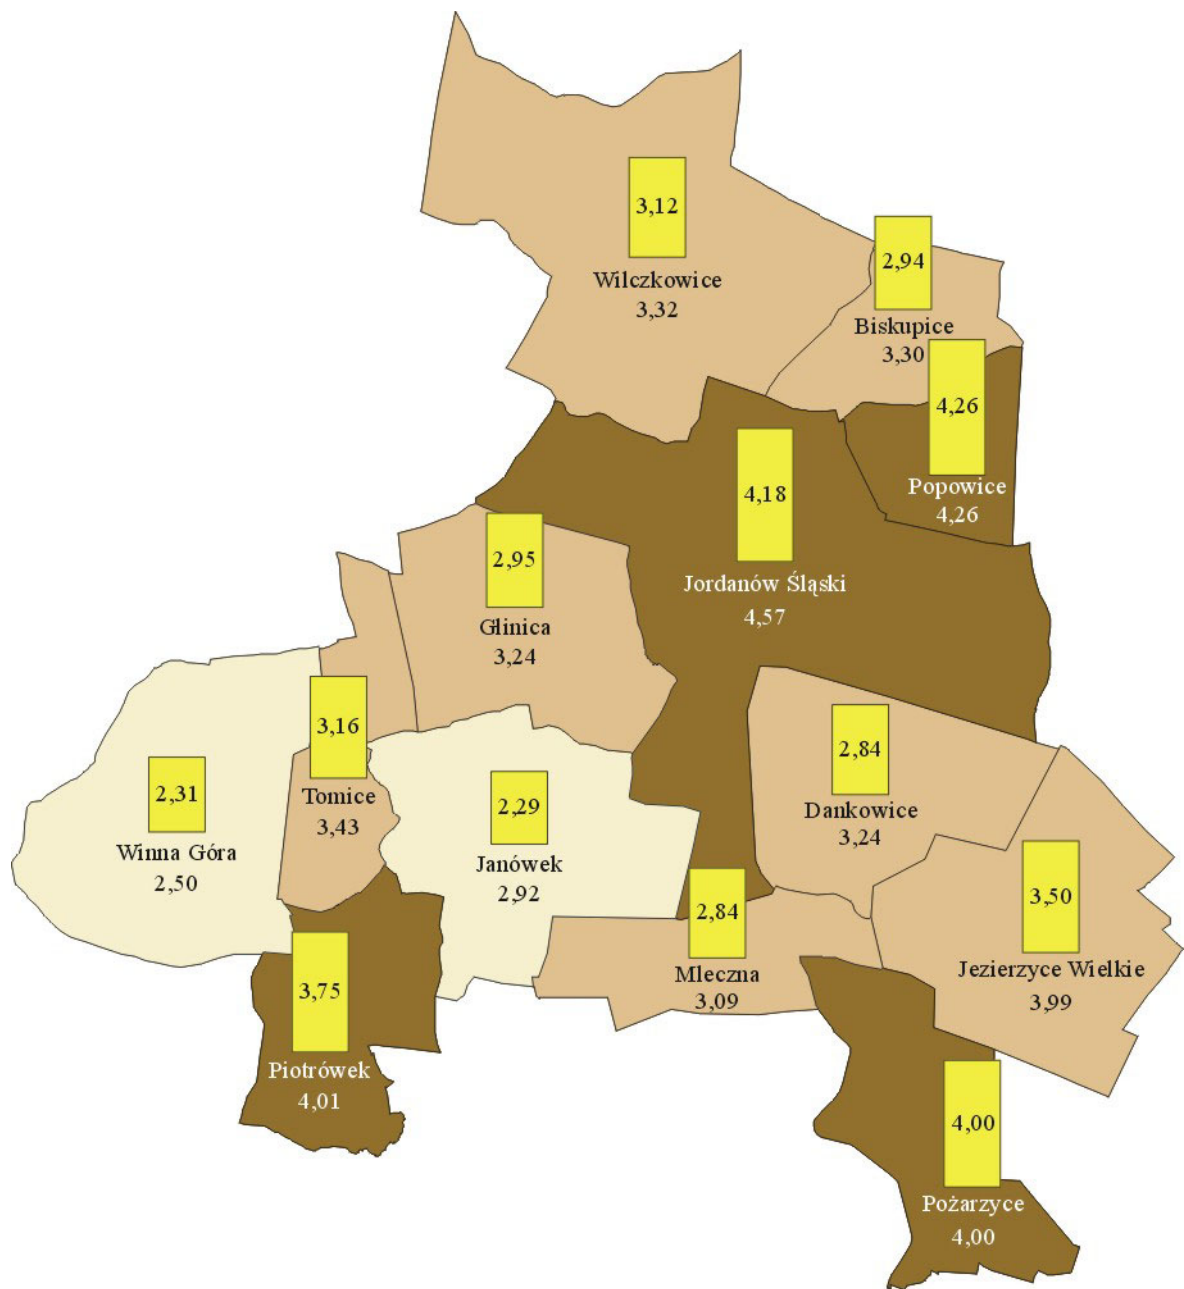 3,12
Wilczkowice
3,32
2,94
Biskupice
3,30
4,26
Popowice
4,26
4,18
Jordanów Śląski
4,57
2,95
Glinica
3,24
3,16
Tomice
3,43
2,31
Winna Góra
2,50
2,29
Janówek
2,92
2,84
Dankowice
3,24
2,84
Mleczna
3,09
3,50
Jezierzyce Wielkie
3,99
3,75
Piotrówek
4,01
4,00
Pożarzyce
4,00